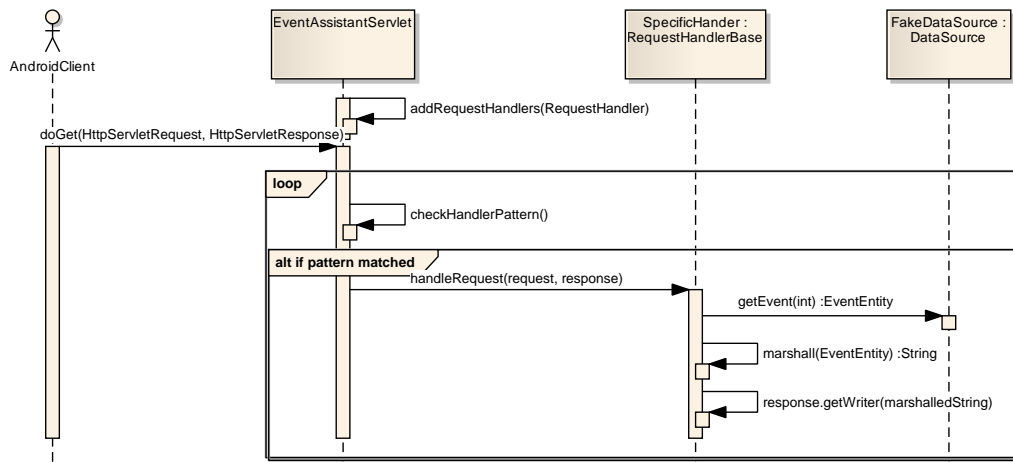 EventAssistantServlet
SpecificHander :
RequestHandlerBase
FakeDataSource :
DataSource
AndroidClient
addRequestHandlers(RequestHandler)
doGet(HttpServletRequest, HttpServletResponse)
loop
checkHandlerPattern()
alt if pattern matched
handleRequest(request, response)
getEvent(int) :EventEntity
marshall(EventEntity) :String
response.getWriter(marshalledString)